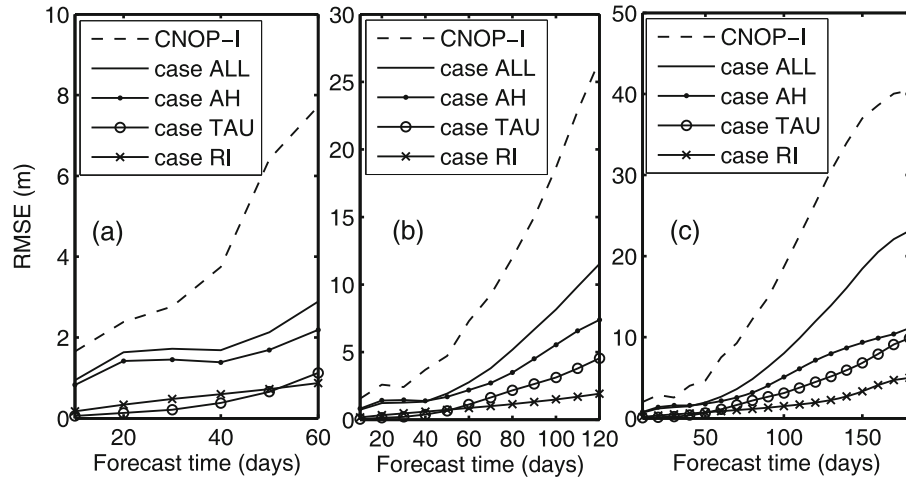 RMSE (m)
10
8
6
4
2
0
CNOP-I
case ALL
case AH
case TAU
case RI
(a)
20
40
60
Forecast time (days)
30
25
20
15
10
5
0
CNOP-I
case ALL
case AH
case TAU
case RI
(b)
20
40
60
80
100
120
Forecast time (days)
50
40
30
20
10
0
CNOP-I
case ALL
case AH
case TAU
case RI
(c)
50
100
150
Forecast time (days)